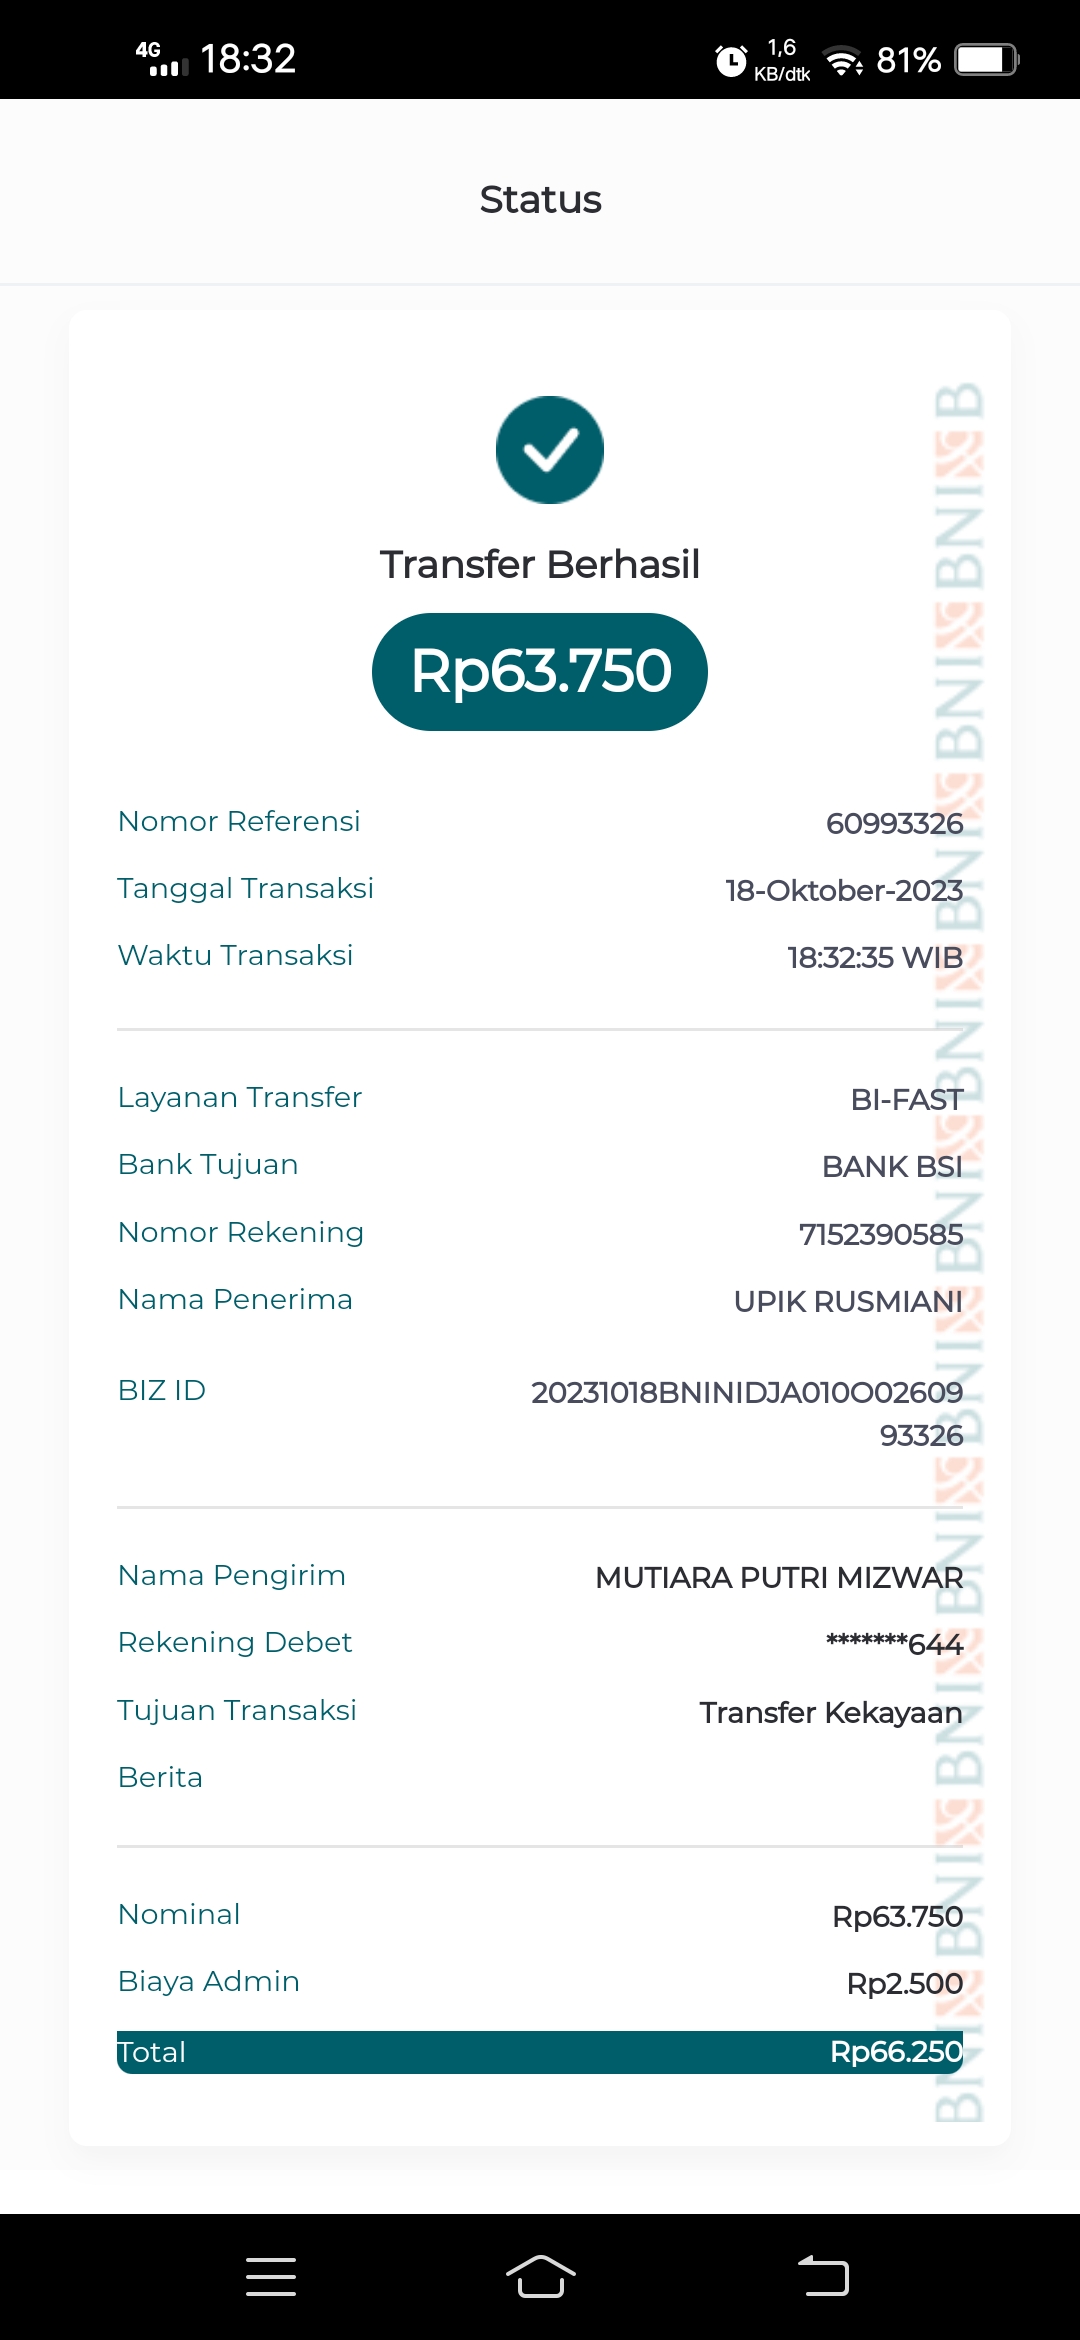 4G 18:32 1,6 KB/dtk 81%
Status
Transfer Berhasil
Rp63.750
Nomor Referensi 60993326
Tanggal Transaksi 18-Oktober-2023
Waktu Transaksi 18:32:35 WIB
Layanan Transfer BI-FAST
Bank Tujuan BANK BSI
Nomor Rekening 7152390585
Nama Penerima UPIK RUSMIANI
BIZ ID 20231018BNINIDJA010O02609
93326
Nama Pengirim MUTIARA PUTRI MIZWAR
Rekening Debet *******644
Tujuan Transaksi Transfer Kekayaan
Berita
Nominal Rp63.750
Biaya Admin Rp2.500
Total Rp66.250
BNI BNI BNI BNI BNI BNI BNI BNI BNI BNI B